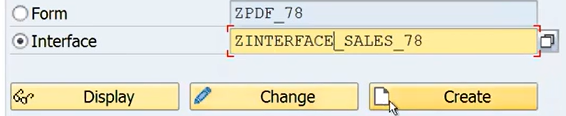 Form ZPDF_78
Interface ZINTERFACE_SALES_78
Display Change Create